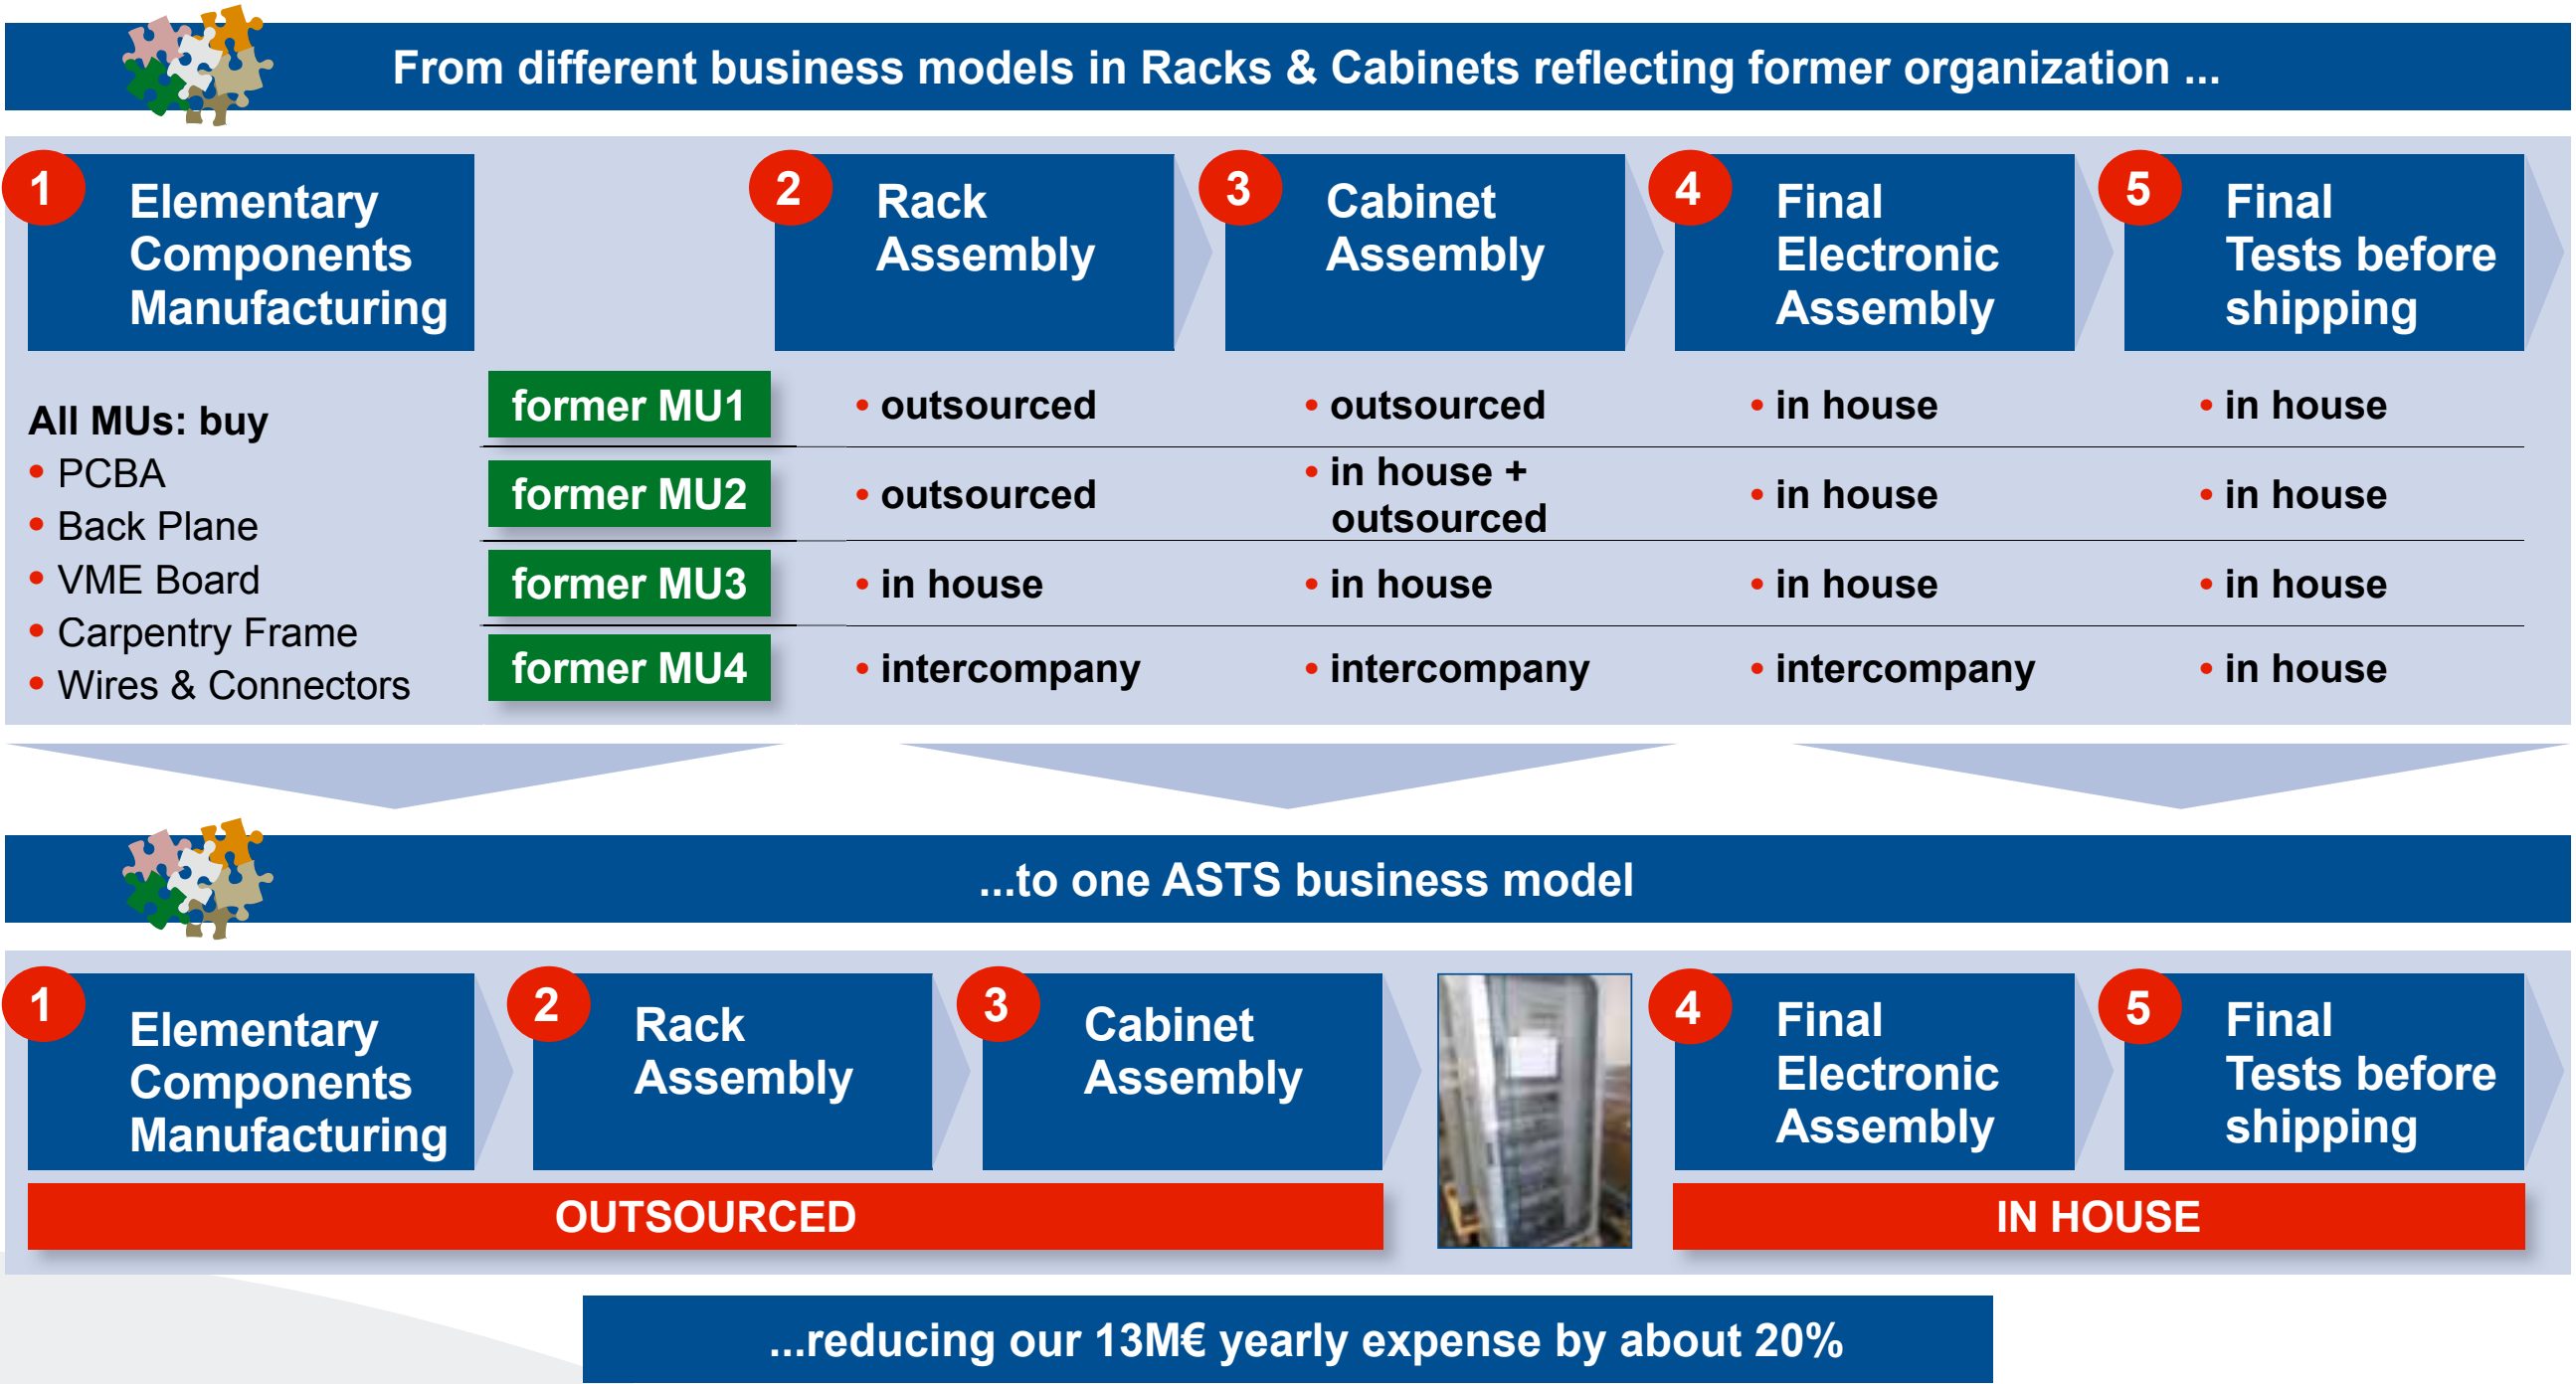 From different business models in Racks & Cabinets reflecting former organization ...
1
Elementary
Components
Manufacturing
2
Rack
Assembly
3
Cabinet
Assembly
4
Final
Electronic
Assembly
5
Final
Tests before
shipping
All MUs: buy
• PCBA
• Back Plane
• VME Board
• Carpentry Frame
• Wires & Connectors
former MU1
• outsourced
• outsourced
• in house
• in house
former MU2
• outsourced
• in house +
outsourced
• in house
• in house
former MU3
• in house
• in house
• in house
• in house
former MU4
• intercompany
• intercompany
• intercompany
• in house
...to one ASTS business model
1
Elementary
Components
Manufacturing
2
Rack
Assembly
3
Cabinet
Assembly
4
Final
Electronic
Assembly
5
Final
Tests before
shipping
OUTSOURCED
IN HOUSE
...reducing our 13M€ yearly expense by about 20%